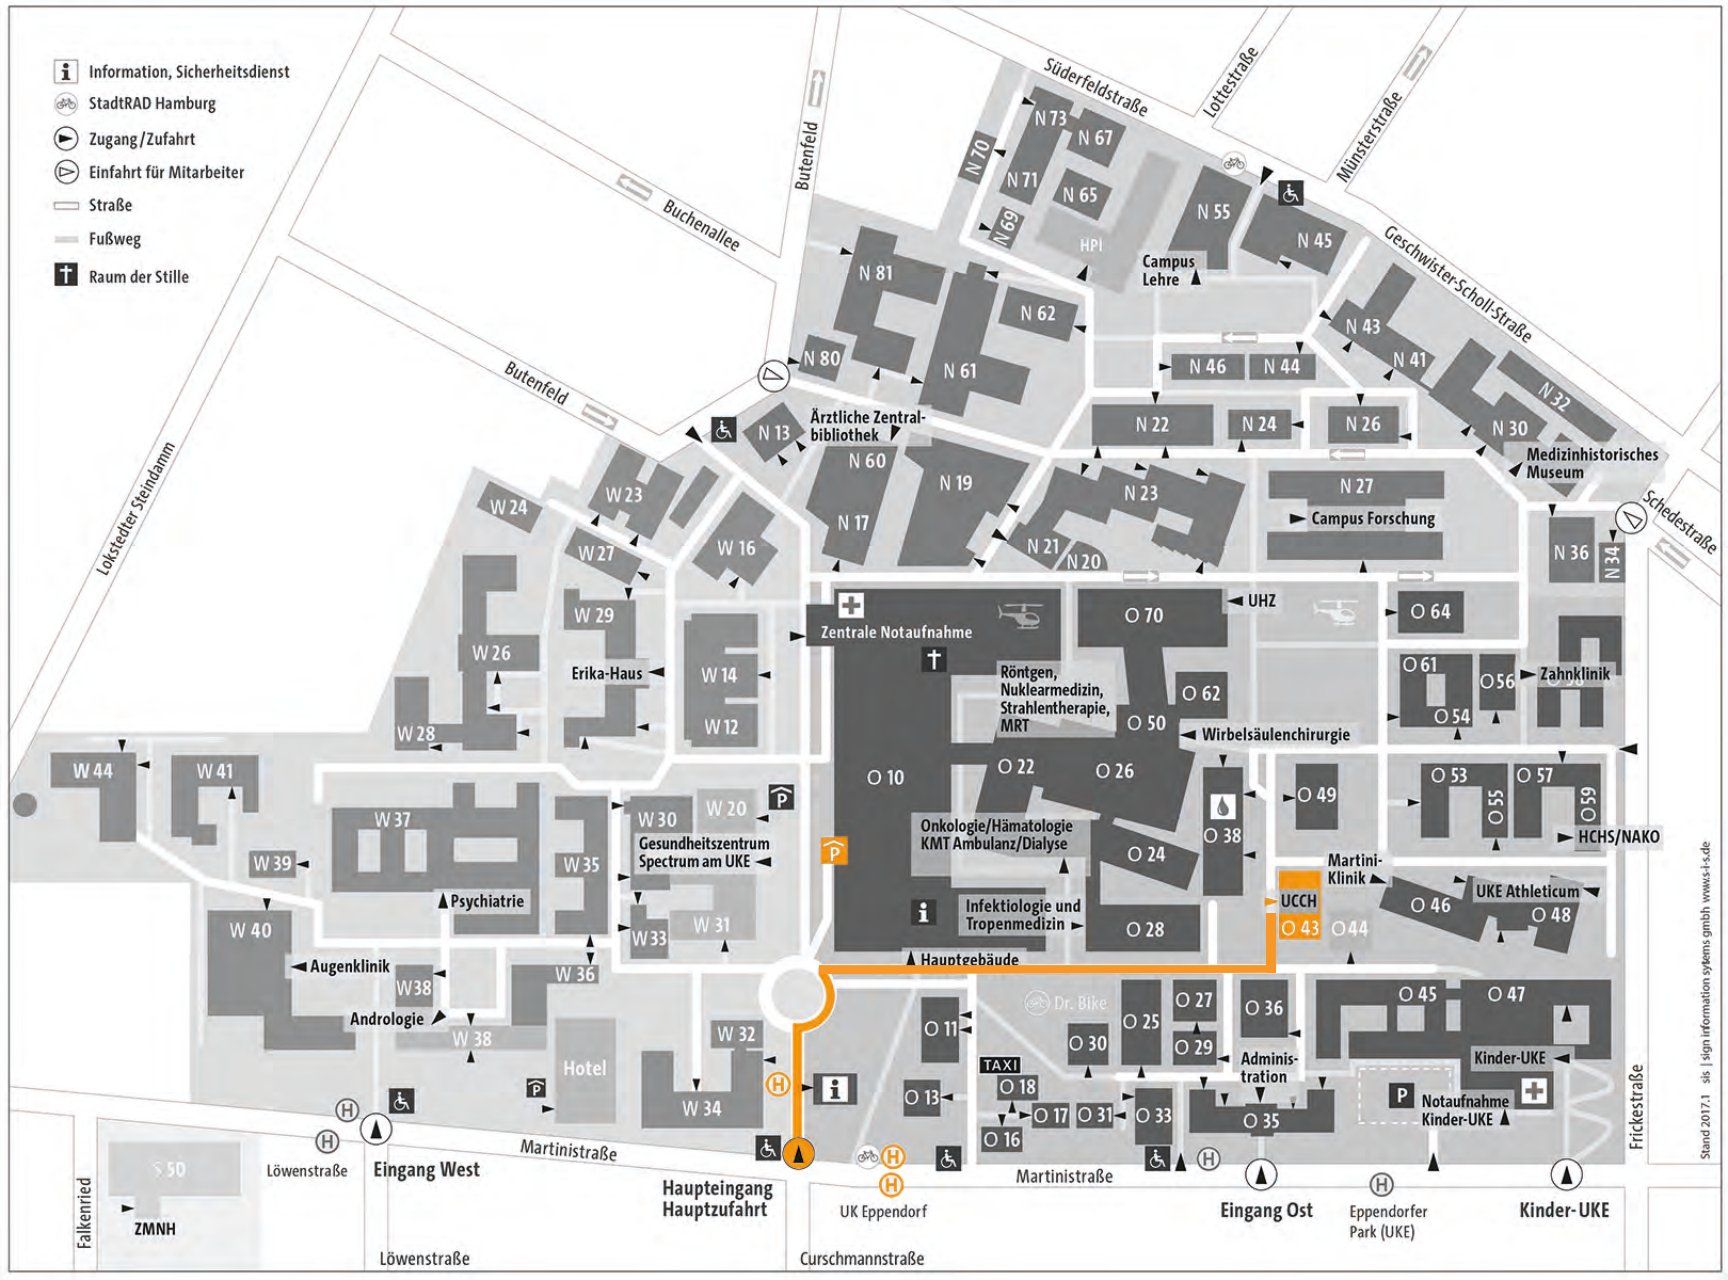 Information, Sicherheitsdienst
StadtRAD Hamburg
Zugang/Zufahrt
Einfahrt für Mitarbeiter
Straße
Fußweg
Raum der Stille
Süderfeldstraße
Lottestraße
Münsterstraße
Geschwister-Scholl-Straße
Schedestraße
Butenfeld
Buchenallee
Butenfeld
Lokstedter Steindamm
N 73
N 67
N 70
N 71
N 65
N 69
HPI
N 55
N 45
Campus
Lehre
N 81
N 62
N 80
N 61
N 43
N 41
N 46
N 44
N 32
N 30
N 22
N 24
N 26
N 13
Ärztliche Zentral-
bibliothek
N 60
N 19
N 17
N 23
N 21
N 20
N 27
Campus Forschung
Medizinhistorisches
Museum
N 36
N 34
W 24
W 23
W 27
W 16
W 29
W 26
W 28
Erika-Haus
W 14
W 12
Zentrale Notaufnahme
O 70
UHZ
O 64
O 61
O 56
O 54
Zahnklinik
Röntgen,
Nuklearmedizin,
Strahlentherapie,
MRT
O 62
O 50
Wirbelsäulenchirurgie
O 10
O 22
O 26
O 49
O 53
O 57
O 55
O 59
HCHS/NAKO
O 38
Onkologie/Hämatologie
KMT Ambulanz/Dialyse
O 24
Infektiologie und
Tropenmedizin
O 28
Hauptgebäude
i
P
UCCH
O 43
O 44
Martini-
Klinik
UKE Athleticum
O 46
O 48
W 44
W 41
W 37
W 39
W 35
W 30
W 20
P
Gesundheitszentrum
Spectrum am UKE
W 31
W 33
Psychiatrie
W 40
Augenklinik
W 38
W 36
Andrologie
W 38
Hotel
P
W 32
W 34
H
i
O 11
O 13
Dr. Bike
O 30
O 25
O 27
O 29
O 36
TAXI
O 18
O 17
O 16
O 31
O 33
Adminis-
tration
O 35
O 45
O 47
Kinder-UKE
P
Notaufnahme
Kinder-UKE
Frickestraße
Stand 2017.1 sis | sign information sytems gmbh www.s-i-s.de
H
H
Löwenstraße
Eingang West
Martinistraße
Haupteingang
Hauptzufahrt
H
H
UK Eppendorf
Martinistraße
H
Eingang Ost
H
Eppendorfer
Park (UKE)
Kinder-UKE
S 50
ZMNH
Falkenried
Löwenstraße
Curschmannstraße